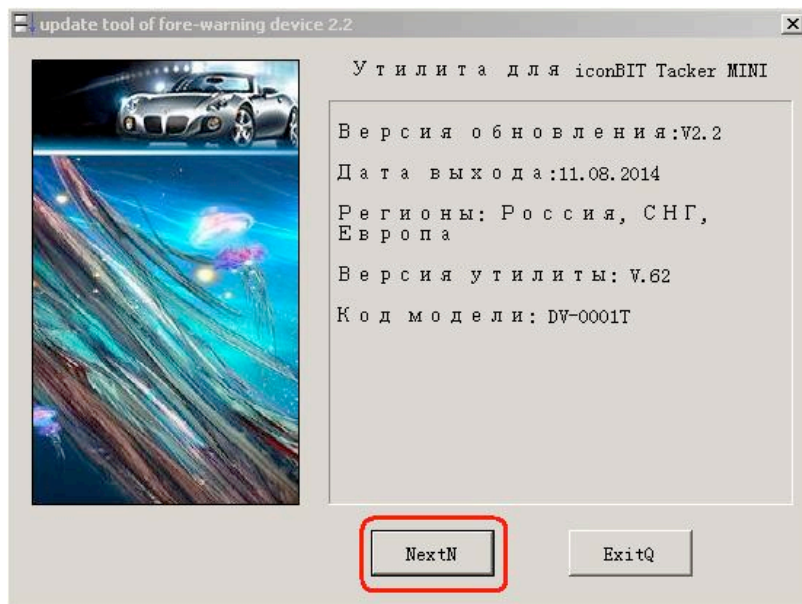 update tool of fore-warning device 2.2
Утилита для iconBIT Tacker MINI
Версия обновления:V2.2
Дата выхода:11.08.2014
Регионы: Россия, СНГ,
Европа
Версия утилиты: V.62
Код модели: DV-0001T
NextN
ExitQ